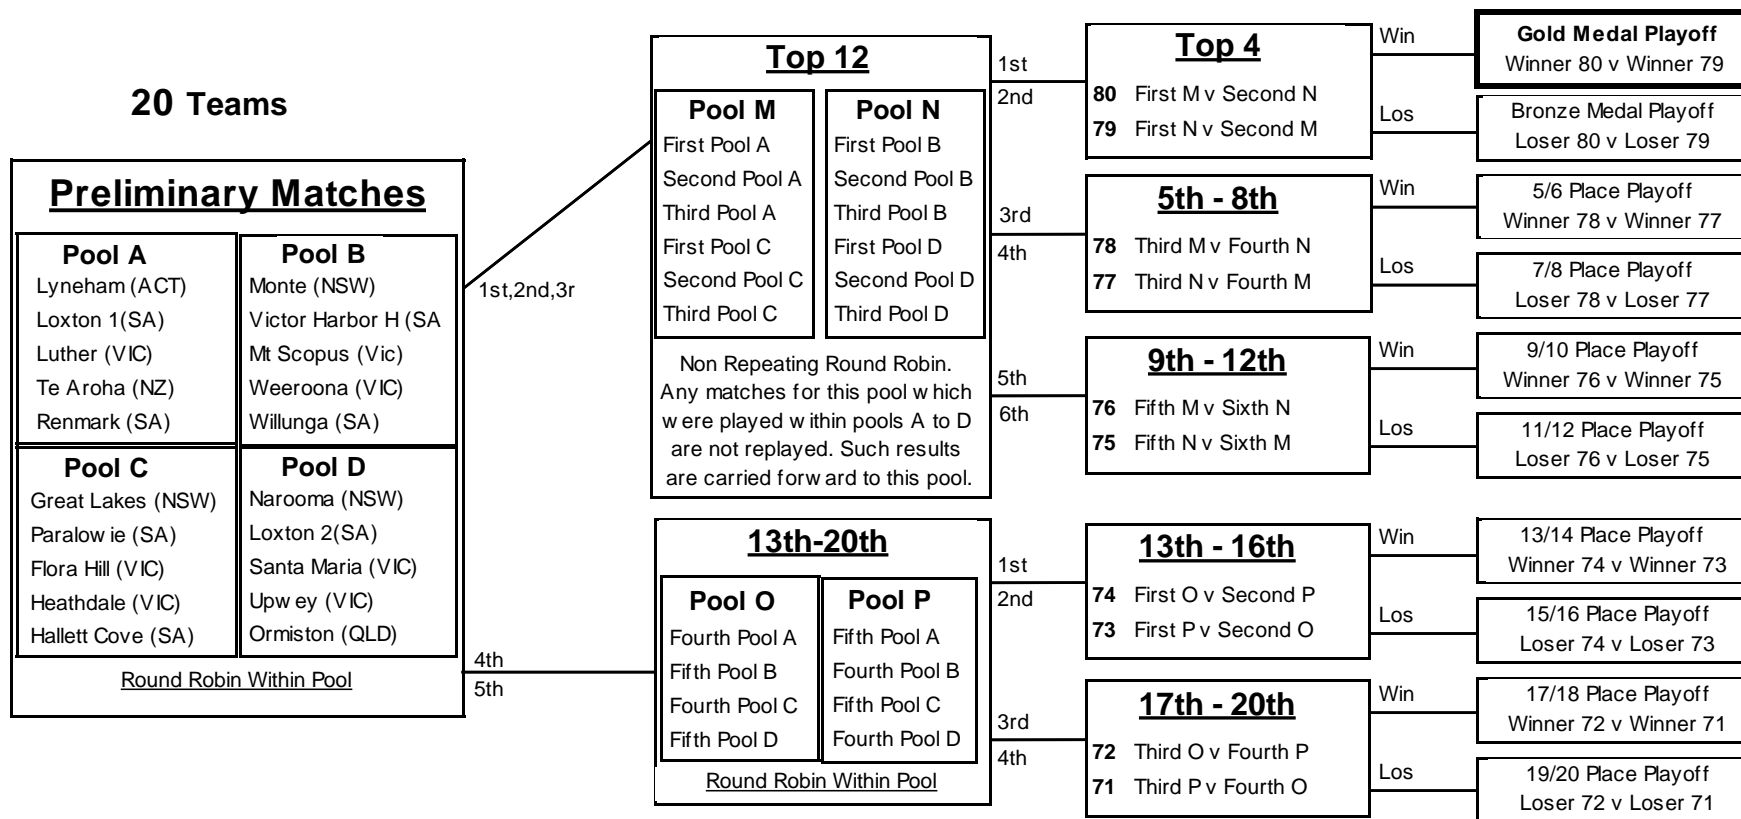 20 Teams
Preliminary Matches
Pool A
Lyneham (ACT)
Loxton 1(SA)
Luther (VIC)
Te Aroha (NZ)
Renmark (SA)
Pool B
Monte (NSW)
Victor Harbor H (SA
Mt Scopus (Vic)
Weeroona (VIC)
Willunga (SA)
Pool C
Great Lakes (NSW)
Paralowie (SA)
Flora Hill (VIC)
Heathdale (VIC)
Hallett Cove (SA)
Pool D
Narooma (NSW)
Loxton 2(SA)
Santa Maria (VIC)
Upwey (VIC)
Ormiston (QLD)
Round Robin Within Pool
1st,2nd,3r
4th
5th
Top 12
Pool M
First Pool A
Second Pool A
Third Pool A
First Pool C
Second Pool C
Third Pool C
Pool N
First Pool B
Second Pool B
Third Pool B
First Pool D
Second Pool D
Third Pool D
Non Repeating Round Robin.
Any matches for this pool which
were played within pools A to D
are not replayed. Such results
are carried forward to this pool.
13th-20th
Pool O
Fourth Pool A
Fifth Pool B
Fourth Pool C
Fifth Pool D
Pool P
Fifth Pool A
Fourth Pool B
Fifth Pool C
Fourth Pool D
Round Robin Within Pool
1st
2nd
3rd
4th
5th
6th
1st
2nd
3rd
4th
Top 4
80 First M v Second N
79 First N v Second M
5th - 8th
78 Third M v Fourth N
77 Third N v Fourth M
9th - 12th
76 Fifth M v Sixth N
75 Fifth N v Sixth M
13th - 16th
74 First O v Second P
73 First P v Second O
17th - 20th
72 Third O v Fourth P
71 Third P v Fourth O
Win
Gold Medal Playoff
Winner 80 v Winner 79
Los
Bronze Medal Playoff
Loser 80 v Loser 79
Win
5/6 Place Playoff
Winner 78 v Winner 77
Los
7/8 Place Playoff
Loser 78 v Loser 77
Win
9/10 Place Playoff
Winner 76 v Winner 75
Los
11/12 Place Playoff
Loser 76 v Loser 75
Win
13/14 Place Playoff
Winner 74 v Winner 73
Los
15/16 Place Playoff
Loser 74 v Loser 73
Win
17/18 Place Playoff
Winner 72 v Winner 71
Los
19/20 Place Playoff
Loser 72 v Loser 71